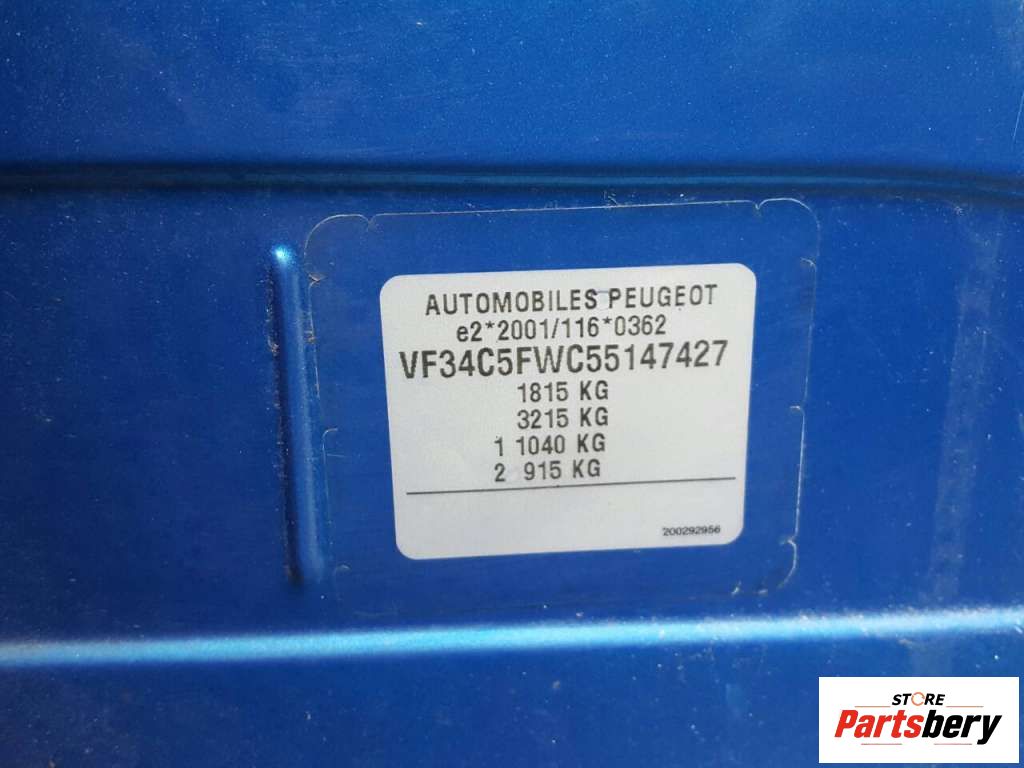 AUTOMOBILES PEUGEOT
e2*2001/116*0362
VF34C5FWC55147427
1815 KG
3215 KG
1 1040 KG
2 915 KG
200292956
STORE
Partsbery